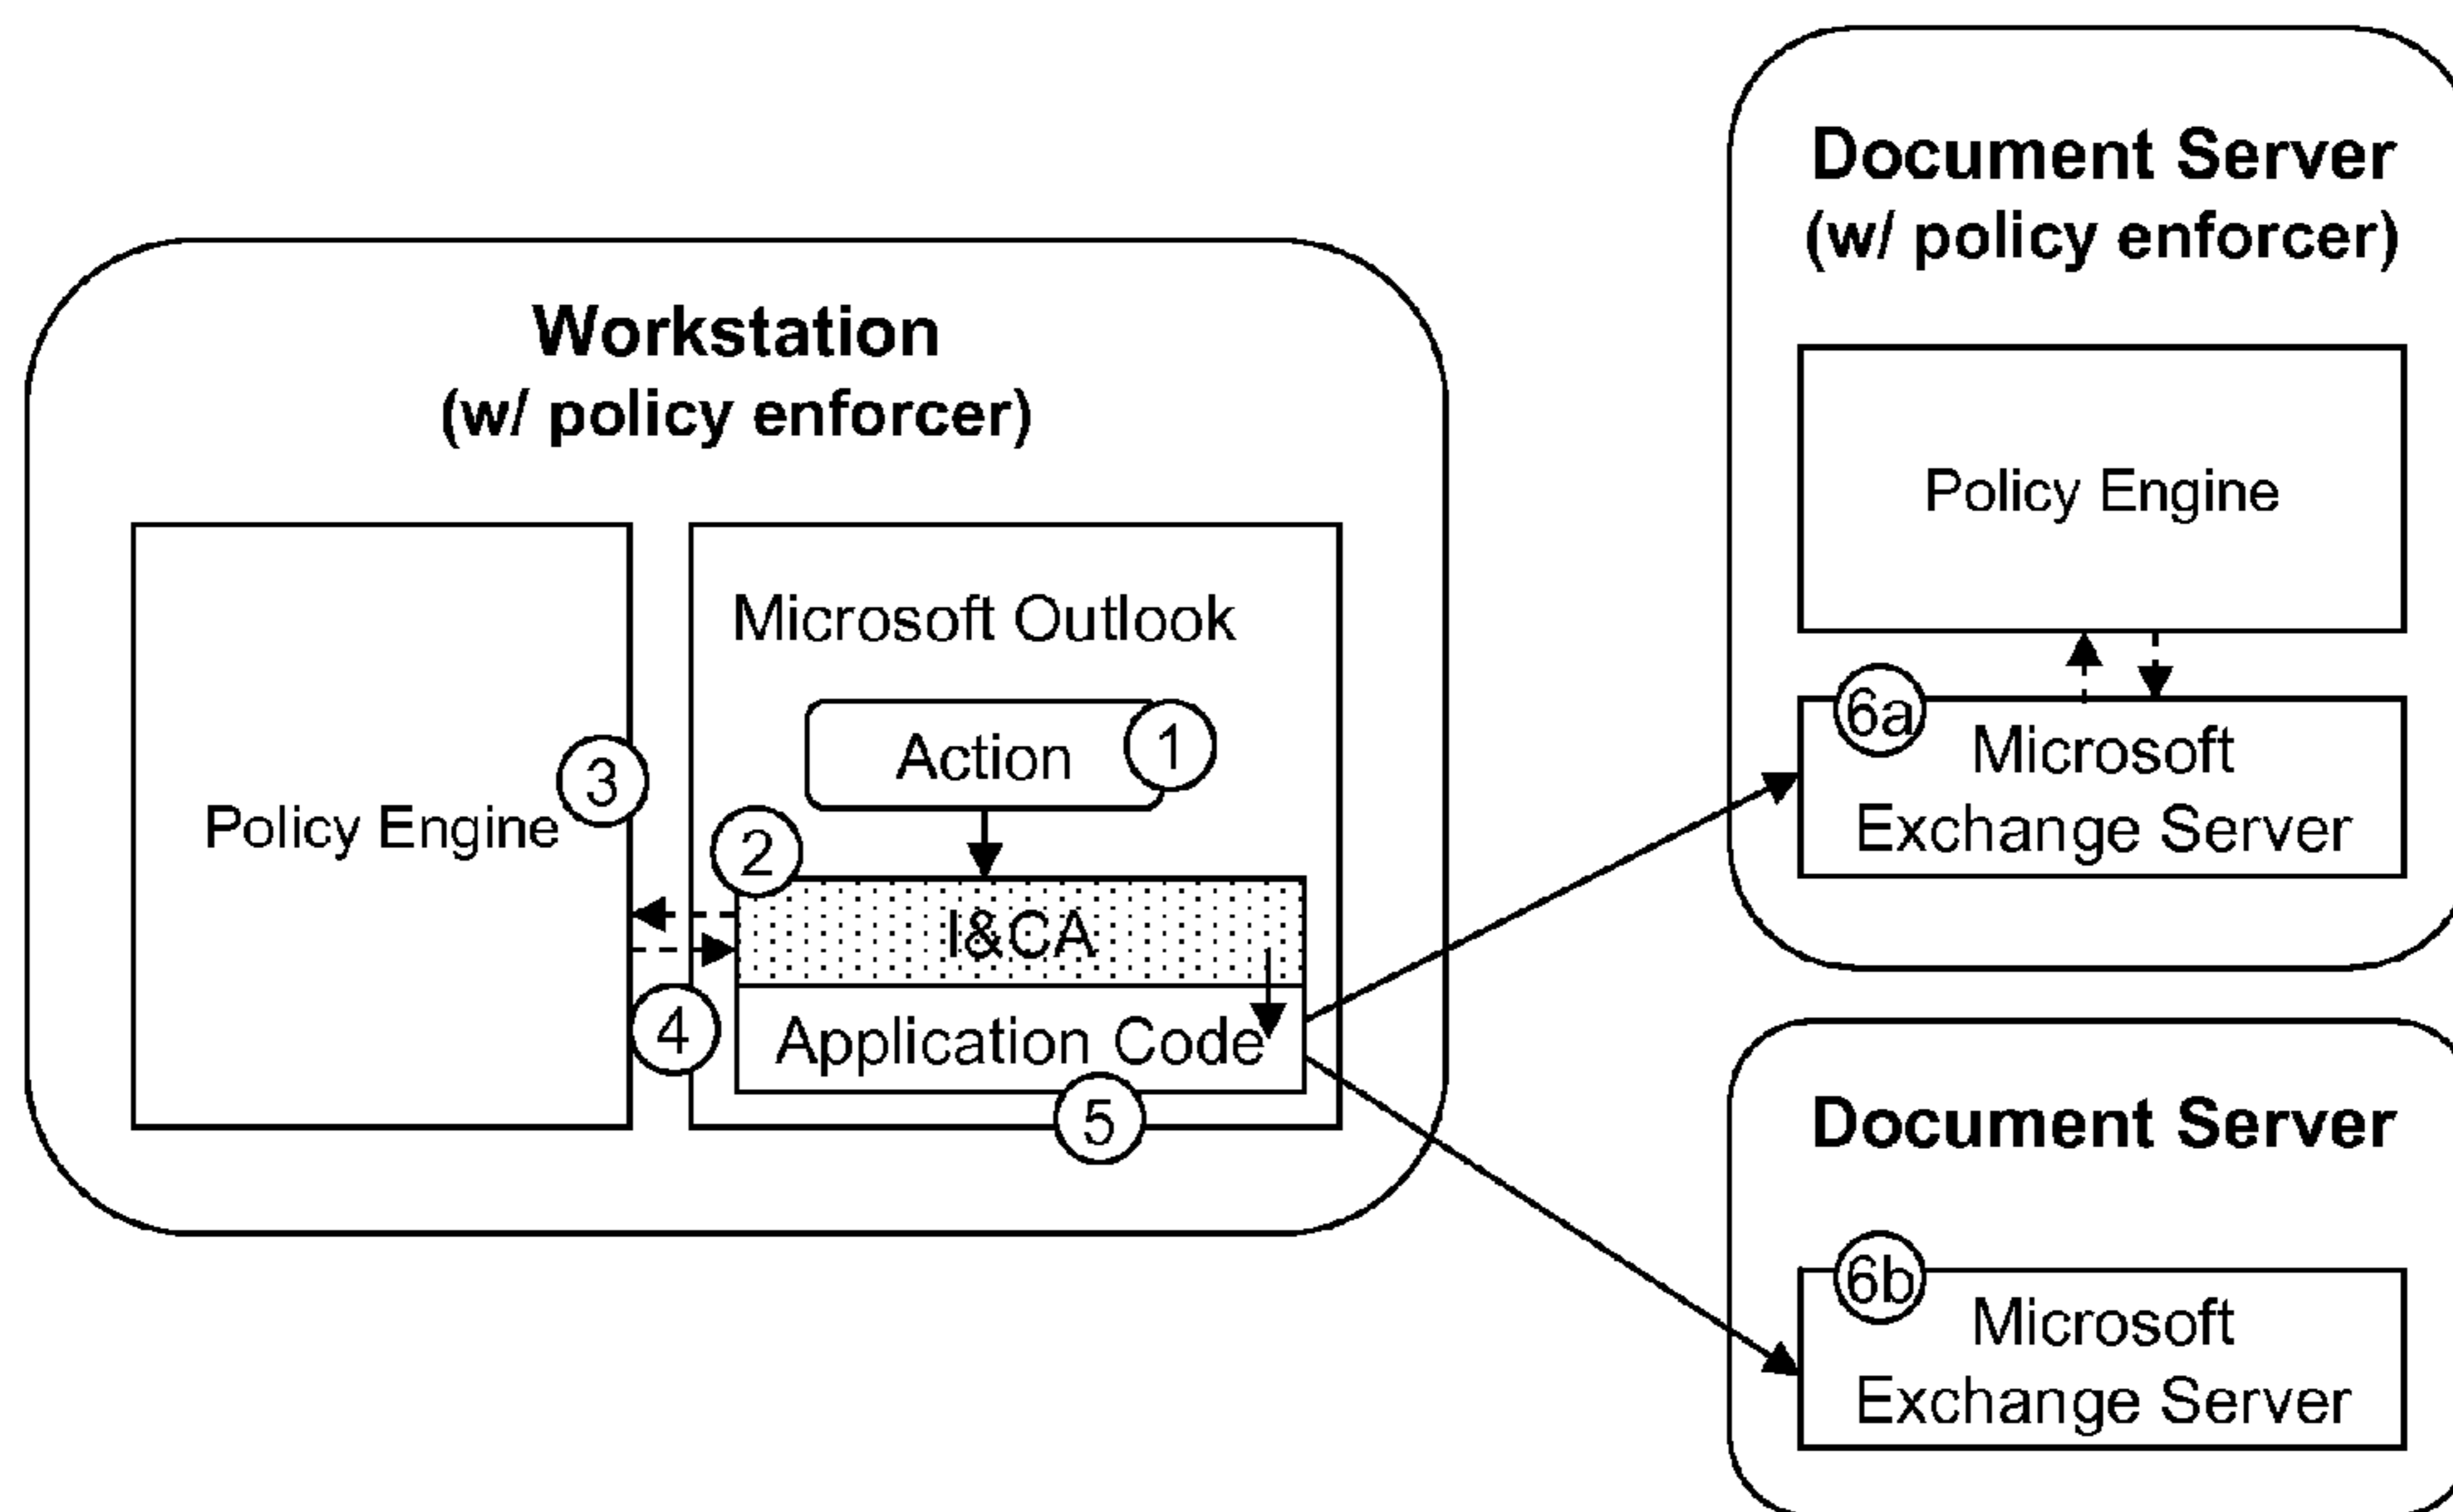 Workstation
(w/ policy enforcer)
Policy Engine
3
Microsoft Outlook
Action
1
2
I&CA
4
Application Code
5
Document Server
(w/ policy enforcer)
Policy Engine
6a
Microsoft
Exchange Server
Document Server
6b
Microsoft
Exchange Server